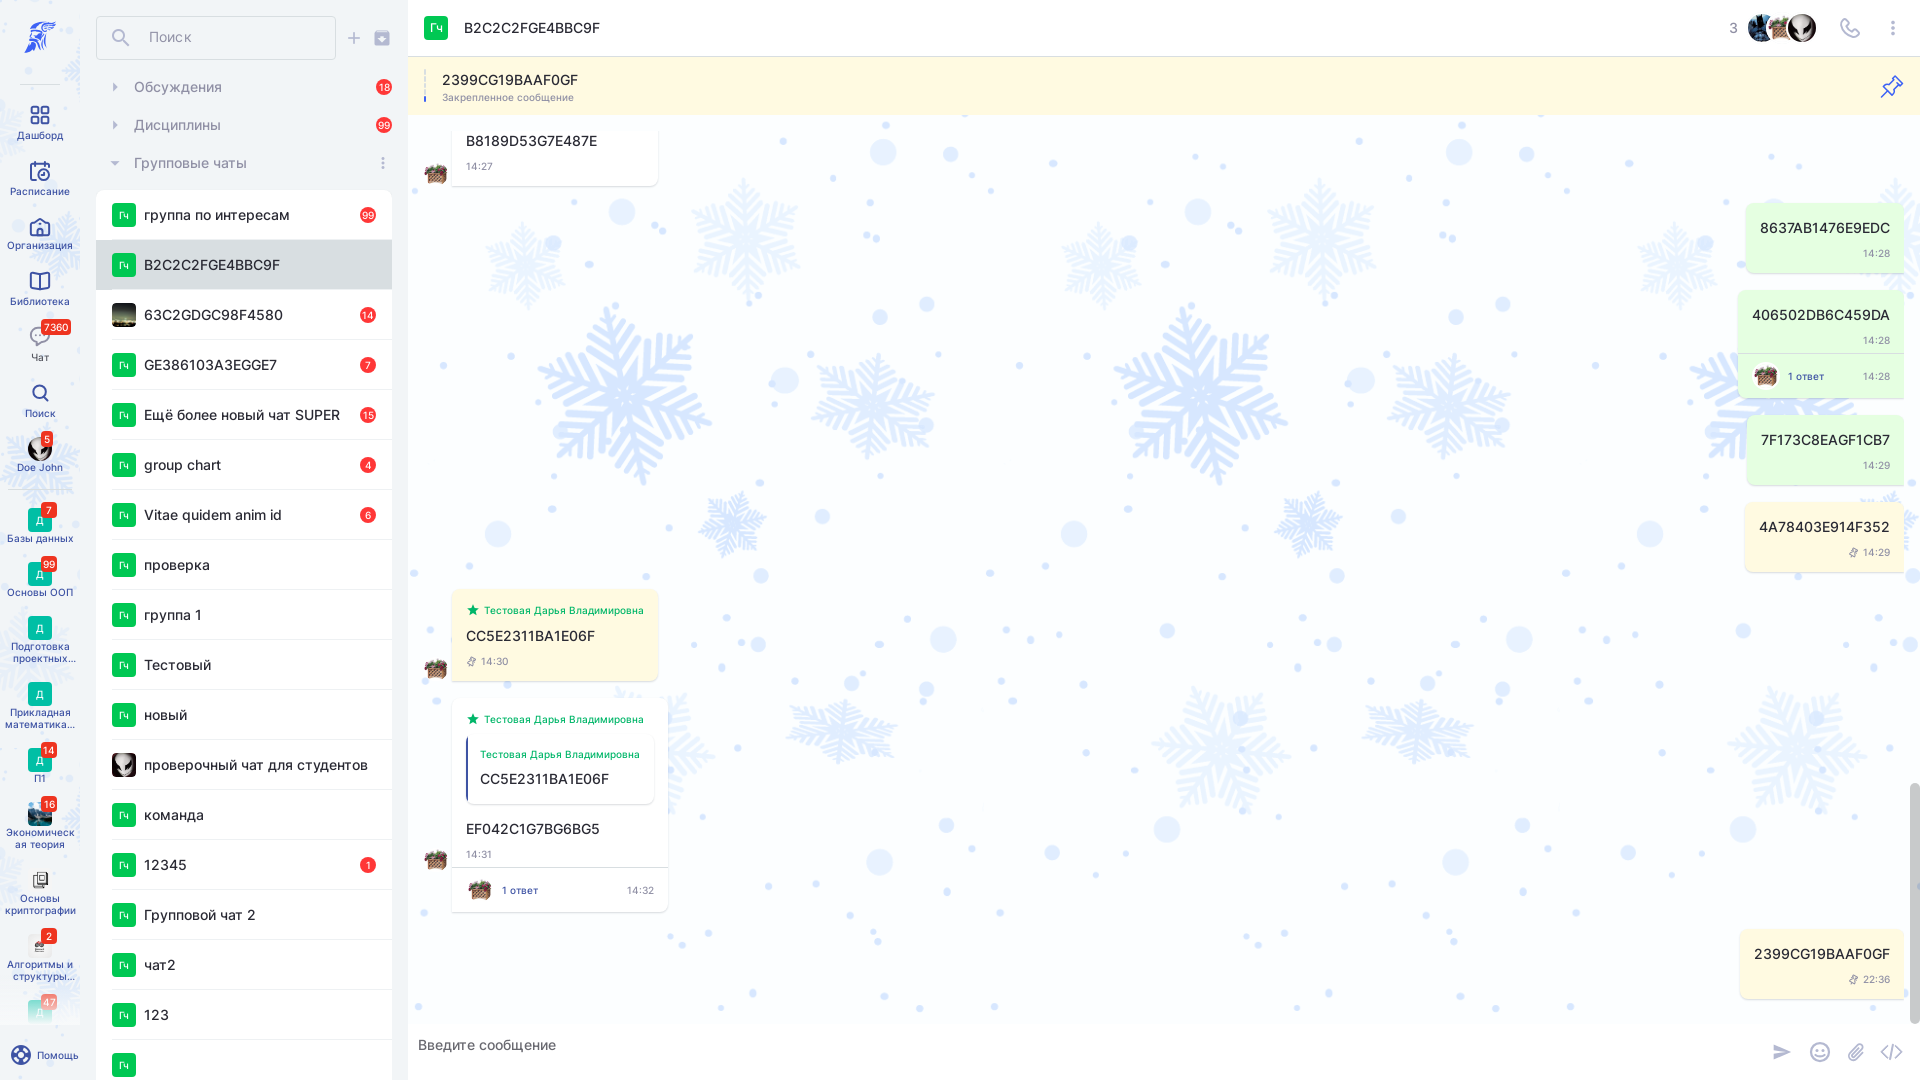 Дашборд
Расписание
Организация
Библиотека
7360
Чат
Поиск
5
Doe John
7
Д
Базы данных
99
Д
Основы ООП
Д
Подготовка
проектных...
Д
Прикладная
математика...
14
Д
П1
16
Экономическ
ая теория
Основы
криптографии
2
Алгоритмы и
структуры...
47
Д
Помощь
Поиск
Обсуждения 18
Дисциплины 99
Групповые чаты
Гч группа по интересам 99
Гч B2C2C2FGE4BBC9F
63C2GDGC98F4580 14
Гч GE386103A3EGGE7 7
Гч Ещё более новый чат SUPER 15
Гч group chart 4
Гч Vitae quidem anim id 6
Гч проверка
Гч группа 1
Гч Тестовый
Гч новый
проверочный чат для студентов
Гч команда
Гч 12345 1
Гч Групповой чат 2
Гч чат2
Гч 123
Гч
Гч B2C2C2FGE4BBC9F 3
2399CG19BAAF0GF
Закрепленное сообщение
B8189D53G7E487E
14:27
8637AB1476E9EDC
14:28
406502DB6C459DA
14:28
1 ответ 14:28
7F173C8EAGF1CB7
14:29
4A78403E914F352
14:29
Тестовая Дарья Владимировна
CC5E2311BA1E06F
14:30
Тестовая Дарья Владимировна
Тестовая Дарья Владимировна
CC5E2311BA1E06F
EF042C1G7BG6BG5
14:31
1 ответ 14:32
2399CG19BAAF0GF
22:36
Введите сообщение